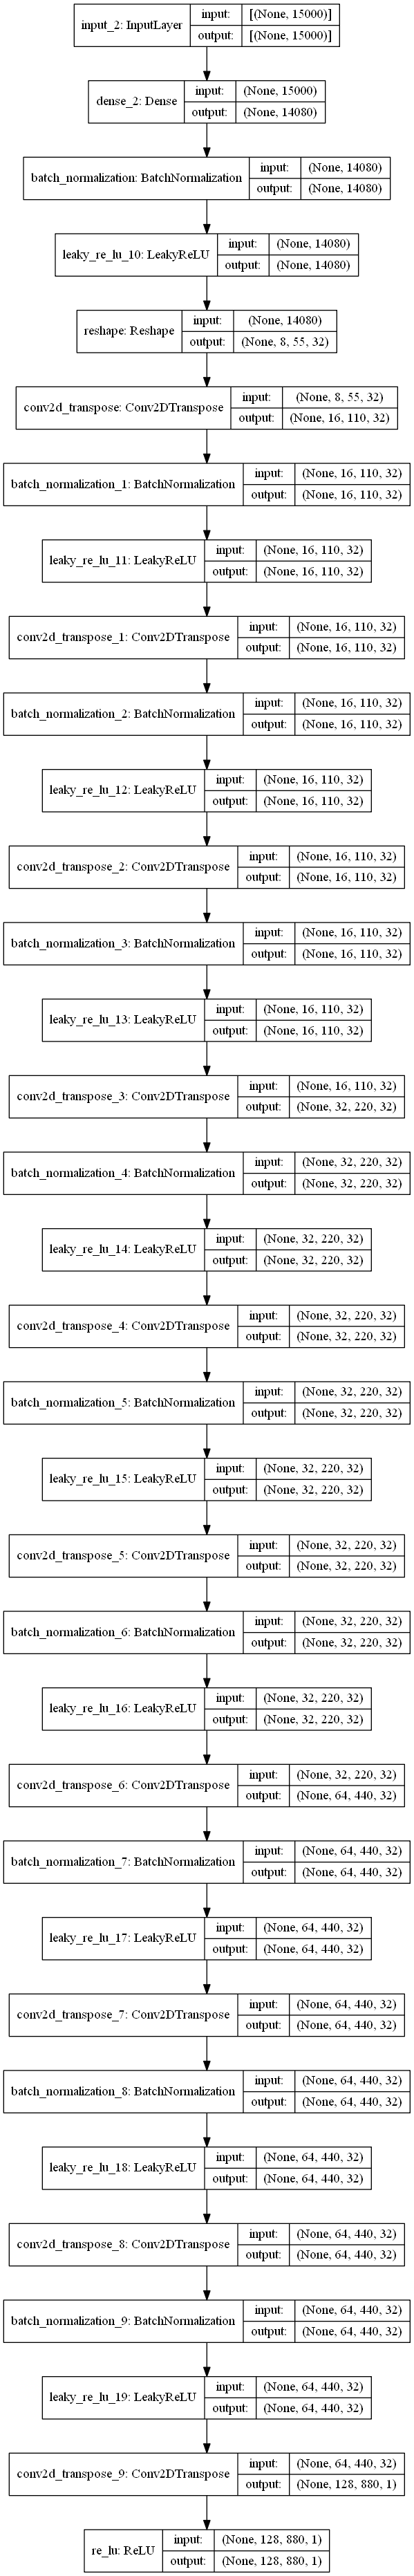 input_2: InputLayer
input: [(None, 15000)]
output: [(None, 15000)]
dense_2: Dense
input: (None, 15000)
output: (None, 14080)
batch_normalization: BatchNormalization
input: (None, 14080)
output: (None, 14080)
leaky_re_lu_10: LeakyReLU
input: (None, 14080)
output: (None, 14080)
reshape: Reshape
input: (None, 14080)
output: (None, 8, 55, 32)
conv2d_transpose: Conv2DTranspose
input: (None, 8, 55, 32)
output: (None, 16, 110, 32)
batch_normalization_1: BatchNormalization
input: (None, 16, 110, 32)
output: (None, 16, 110, 32)
leaky_re_lu_11: LeakyReLU
input: (None, 16, 110, 32)
output: (None, 16, 110, 32)
conv2d_transpose_1: Conv2DTranspose
input: (None, 16, 110, 32)
output: (None, 16, 110, 32)
batch_normalization_2: BatchNormalization
input: (None, 16, 110, 32)
output: (None, 16, 110, 32)
leaky_re_lu_12: LeakyReLU
input: (None, 16, 110, 32)
output: (None, 16, 110, 32)
conv2d_transpose_2: Conv2DTranspose
input: (None, 16, 110, 32)
output: (None, 16, 110, 32)
batch_normalization_3: BatchNormalization
input: (None, 16, 110, 32)
output: (None, 16, 110, 32)
leaky_re_lu_13: LeakyReLU
input: (None, 16, 110, 32)
output: (None, 16, 110, 32)
conv2d_transpose_3: Conv2DTranspose
input: (None, 16, 110, 32)
output: (None, 32, 220, 32)
batch_normalization_4: BatchNormalization
input: (None, 32, 220, 32)
output: (None, 32, 220, 32)
leaky_re_lu_14: LeakyReLU
input: (None, 32, 220, 32)
output: (None, 32, 220, 32)
conv2d_transpose_4: Conv2DTranspose
input: (None, 32, 220, 32)
output: (None, 32, 220, 32)
batch_normalization_5: BatchNormalization
input: (None, 32, 220, 32)
output: (None, 32, 220, 32)
leaky_re_lu_15: LeakyReLU
input: (None, 32, 220, 32)
output: (None, 32, 220, 32)
conv2d_transpose_5: Conv2DTranspose
input: (None, 32, 220, 32)
output: (None, 32, 220, 32)
batch_normalization_6: BatchNormalization
input: (None, 32, 220, 32)
output: (None, 32, 220, 32)
leaky_re_lu_16: LeakyReLU
input: (None, 32, 220, 32)
output: (None, 32, 220, 32)
conv2d_transpose_6: Conv2DTranspose
input: (None, 32, 220, 32)
output: (None, 64, 440, 32)
batch_normalization_7: BatchNormalization
input: (None, 64, 440, 32)
output: (None, 64, 440, 32)
leaky_re_lu_17: LeakyReLU
input: (None, 64, 440, 32)
output: (None, 64, 440, 32)
conv2d_transpose_7: Conv2DTranspose
input: (None, 64, 440, 32)
output: (None, 64, 440, 32)
batch_normalization_8: BatchNormalization
input: (None, 64, 440, 32)
output: (None, 64, 440, 32)
leaky_re_lu_18: LeakyReLU
input: (None, 64, 440, 32)
output: (None, 64, 440, 32)
conv2d_transpose_8: Conv2DTranspose
input: (None, 64, 440, 32)
output: (None, 64, 440, 32)
batch_normalization_9: BatchNormalization
input: (None, 64, 440, 32)
output: (None, 64, 440, 32)
leaky_re_lu_19: LeakyReLU
input: (None, 64, 440, 32)
output: (None, 64, 440, 32)
conv2d_transpose_9: Conv2DTranspose
input: (None, 64, 440, 32)
output: (None, 128, 880, 1)
re_lu: ReLU
input: (None, 128, 880, 1)
output: (None, 128, 880, 1)